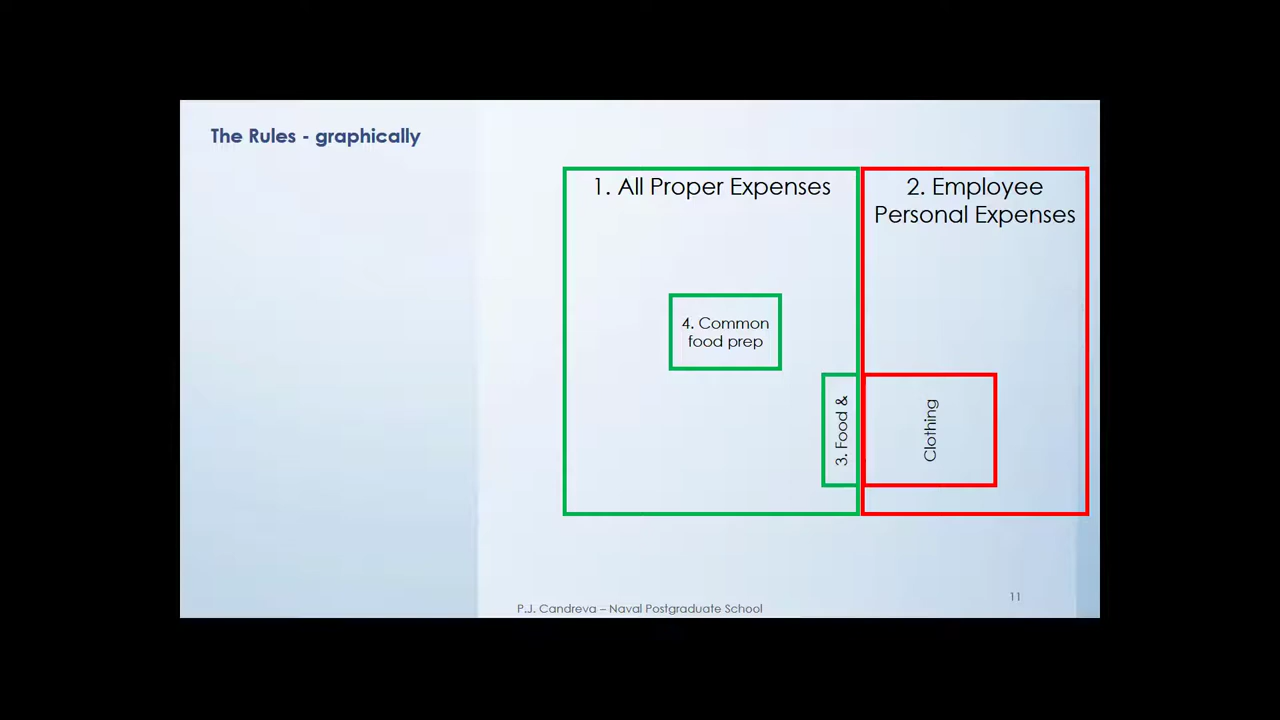 The Rules - graphically
1. All Proper Expenses
2. Employee
Personal Expenses
4. Common
food prep
3. Food &
Clothing
11
P.J. Candreva – Naval Postgraduate School